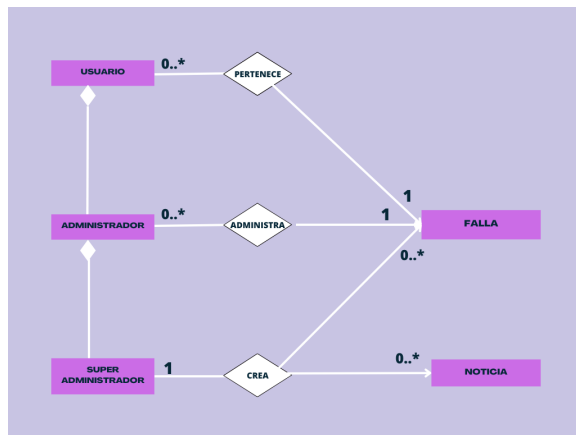 USUARIO
0..*
PERTENECE
1
ADMINISTRADOR
0..*
ADMINISTRA
1
FALLA
0..*
SUPER
ADMINISTRADOR
1
CREA
0..*
NOTICIA